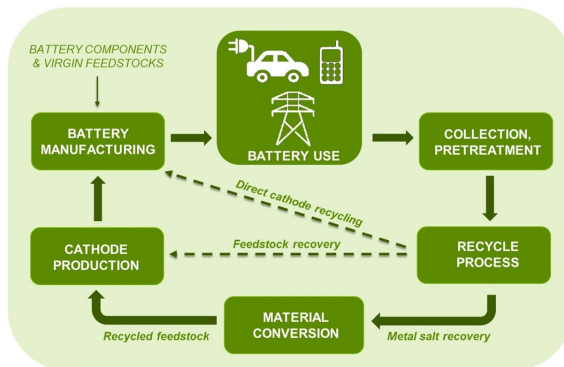 BATTERY COMPONENTS
& VIRGIN FEEDSTOCKS
BATTERY
MANUFACTURING
BATTERY USE
COLLECTION,
PRETREATMENT
Direct cathode recycling
Feedstock recovery
CATHODE
PRODUCTION
RECYCLE
PROCESS
MATERIAL
CONVERSION
Recycled feedstock
Metal salt recovery